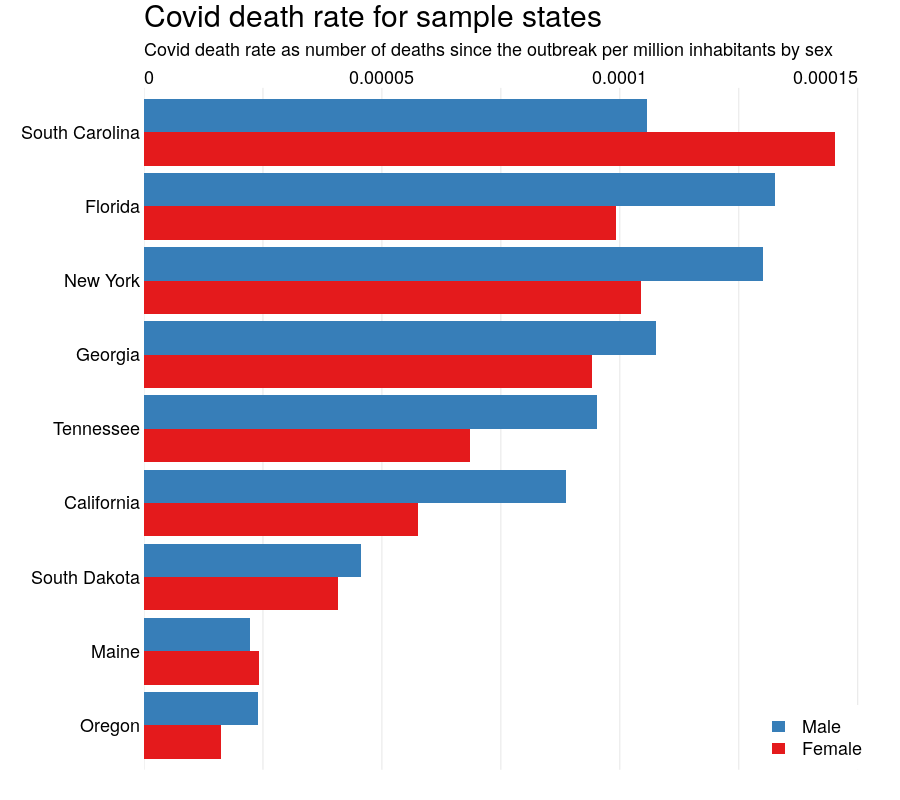 Covid death rate for sample states
Covid death rate as number of deaths since the outbreak per million inhabitants by sex
0 0.00005 0.0001 0.00015
South Carolina
Florida
New York
Georgia
Tennessee
California
South Dakota
Maine
Oregon
Male
Female